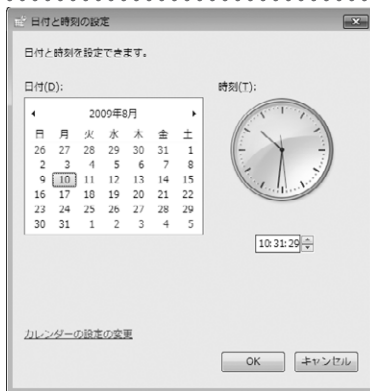 日付と時刻の設定
日付と時刻を設定できます。
日付(D):
2009年8月
日 月 火 水 木 金 土
26 27 28 29 30 31 1
2 3 4 5 6 7 8
9 10 11 12 13 14 15
16 17 18 19 20 21 22
23 24 25 26 27 28 29
30 31 1 2 3 4 5
時刻(T):
10:31:29
カレンダーの設定の変更
OK キャンセル